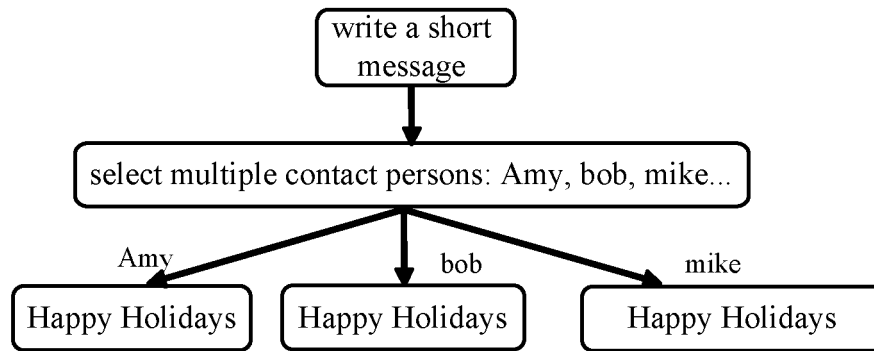 write a short
message
select multiple contact persons: Amy, bob, mike...
Amy
bob
mike
Happy Holidays
Happy Holidays
Happy Holidays